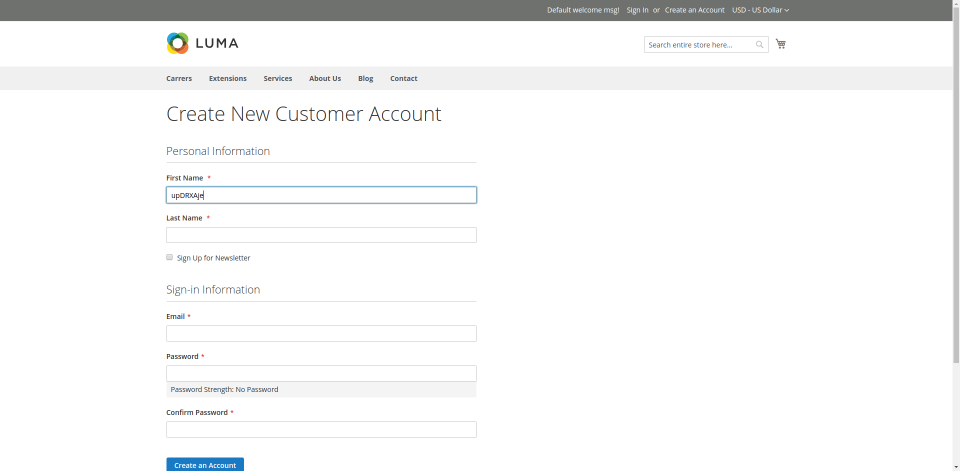 Default welcome msg! Sign In or Create an Account USD - US Dollar
LUMA
Search entire store here...
Carrers Extensions Services About Us Blog Contact
Create New Customer Account
Personal Information
First Name *
upDRXAje
Last Name *
Sign Up for Newsletter
Sign-in Information
Email *
Password *
Password Strength: No Password
Confirm Password *
Create an Account